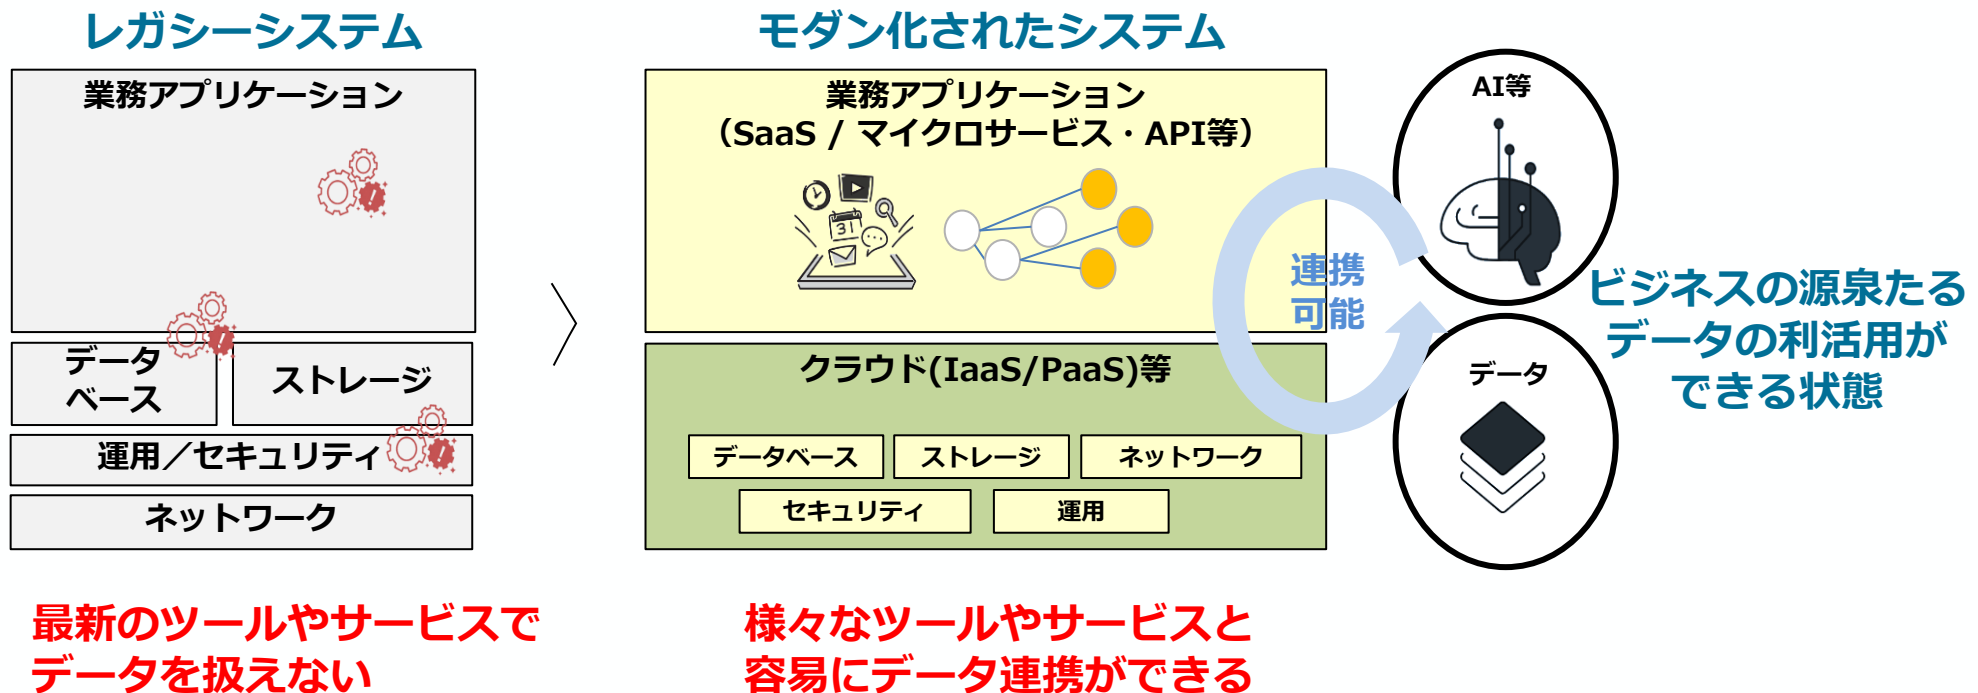 レガシーシステム
業務アプリケーション
データ
ベース
ストレージ
運用／セキュリティ
ネットワーク
最新のツールやサービスで
データを扱えない
モダン化されたシステム
業務アプリケーション
（SaaS / マイクロサービス・API等）
31
クラウド(IaaS/PaaS)等
データベース
ストレージ
ネットワーク
セキュリティ
運用
様々なツールやサービスと
容易にデータ連携ができる
連携
可能
AI等
データ
ビジネスの源泉たる
データの利活用が
できる状態